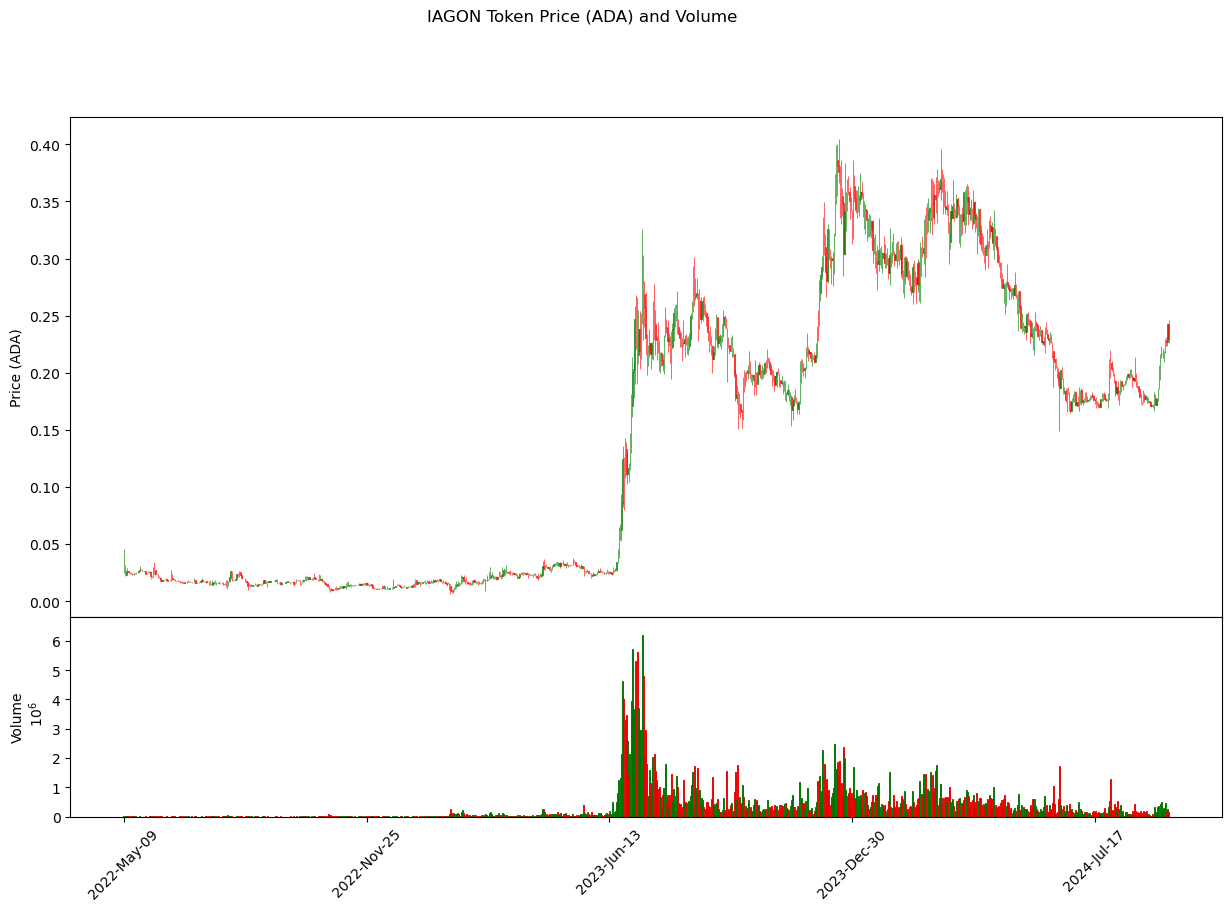 IAGON Token Price (ADA) and Volume
Price (ADA)
0.40
0.35
0.30
0.25
0.20
0.15
0.10
0.05
0.00
Volume
10^6
6
5
4
3
2
1
0
2022-May-09
2022-Nov-25
2023-Jun-13
2023-Dec-30
2024-Jul-17